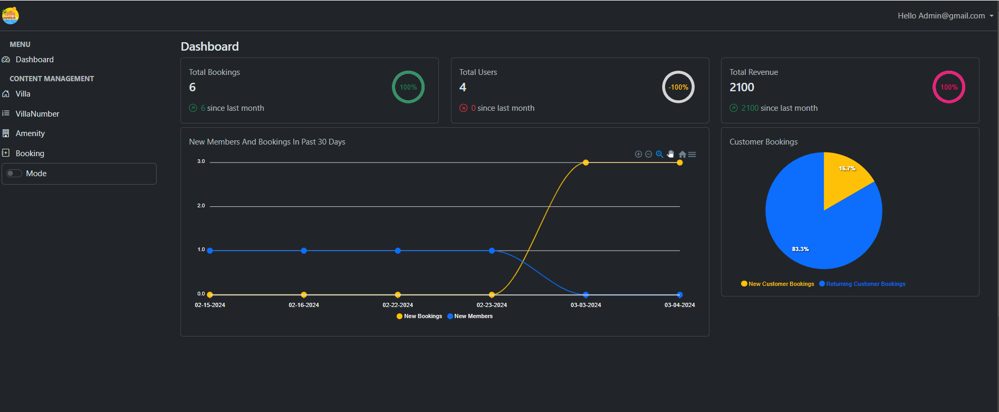 Hello Admin@gmail.com
MENU
Dashboard
CONTENT MANAGEMENT
Villa
VillaNumber
Amenity
Booking
Mode
Dashboard
Total Bookings
6
100%
6 since last month
Total Users
4
-100%
0 since last month
Total Revenue
2100
100%
2100 since last month
New Members And Bookings In Past 30 Days
3.0
2.0
1.0
0.0
02-15-2024 02-16-2024 02-22-2024 02-23-2024 03-03-2024 03-04-2024
New Bookings New Members
Customer Bookings
16.7%
83.3%
New Customer Bookings Returning Customer Bookings